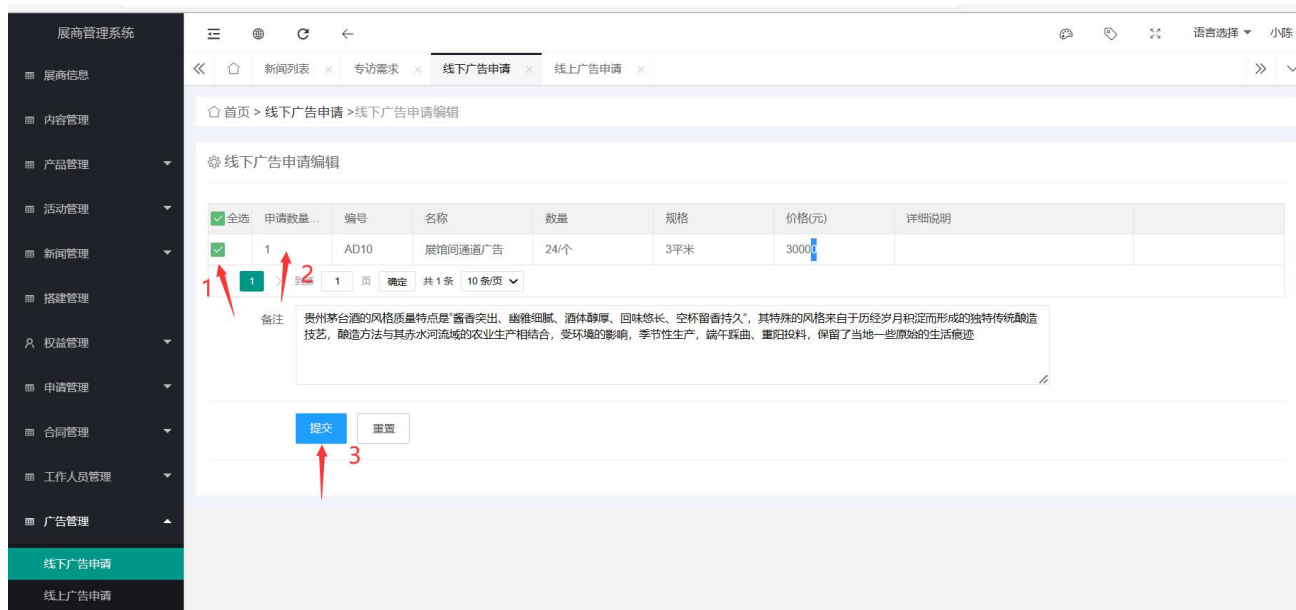 展商管理系统
语言选择
小陈
新闻列表 × 专访需求 × 线下广告申请 × 线上广告申请 ×
首页 > 线下广告申请 >线下广告申请编辑
线下广告申请编辑
全选 申请数量... 编号 名称 数量 规格 价格(元) 详细说明
1 AD10 展馆间通道广告 24/个 3平米 30000
1 2
1 > 到第 1 页 确定 共 1 条 10 条/页
备注 贵州茅台酒的风格质量特点是“酱香突出、幽雅细腻、酒体醇厚、回味悠长、空杯留香持久”，其特殊的风格来自于历经岁月积淀而形成的独特传统酿造
技艺，酿造方法与其赤水河流域的农业生产相结合，受环境的影响，季节性生产，端午踩曲、重阳投料，保留了当地一些原始的生活痕迹
提交 重置
3
展商信息
内容管理
产品管理
活动管理
新闻管理
搭建管理
权益管理
申请管理
合同管理
工作人员管理
广告管理
线下广告申请
线上广告申请